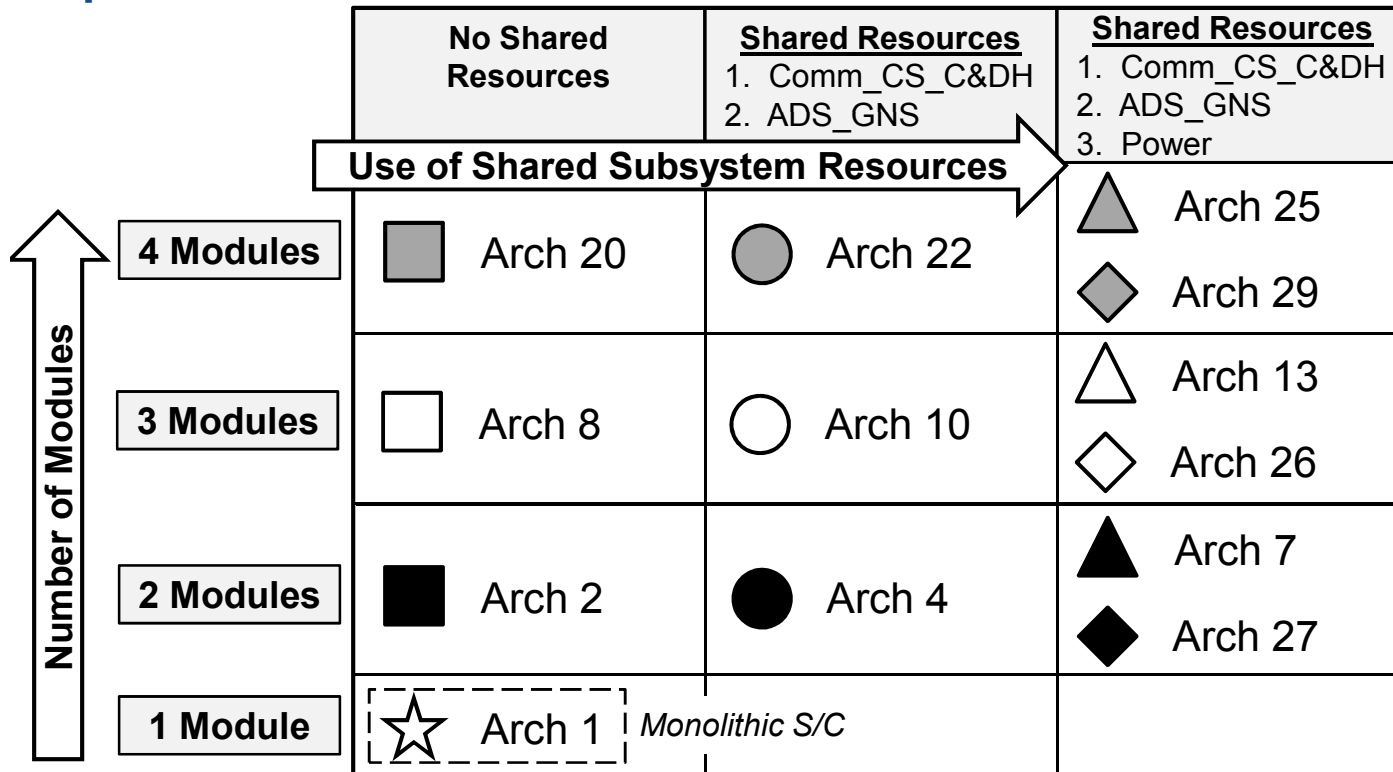 No Shared
Resources
Shared Resources
1. Comm_CS_C&DH
2. ADS_GNS
Shared Resources
1. Comm_CS_C&DH
2. ADS_GNS
3. Power
Use of Shared Subsystem Resources
Number of Modules
4 Modules
Arch 20
Arch 22
Arch 25
Arch 29
3 Modules
Arch 8
Arch 10
Arch 13
Arch 26
2 Modules
Arch 2
Arch 4
Arch 7
Arch 27
1 Module
Arch 1
Monolithic S/C